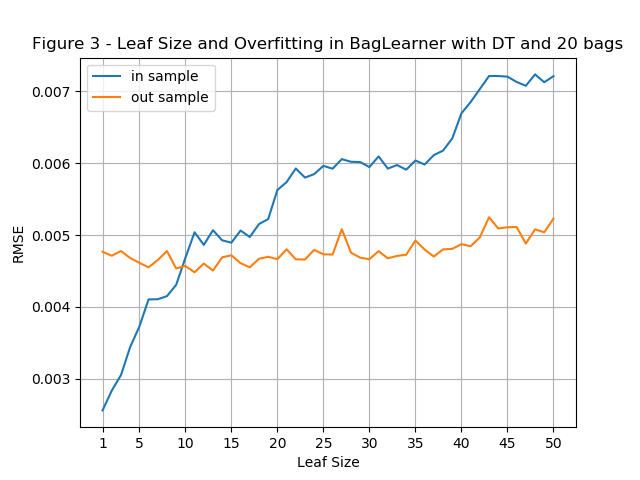 Figure 3 - Leaf Size and Overfitting in BagLearner with DT and 20 bags
in sample
out sample
0.007
0.006
0.005
0.004
0.003
RMSE
1 5 10 15 20 25 30 35 40 45 50
Leaf Size